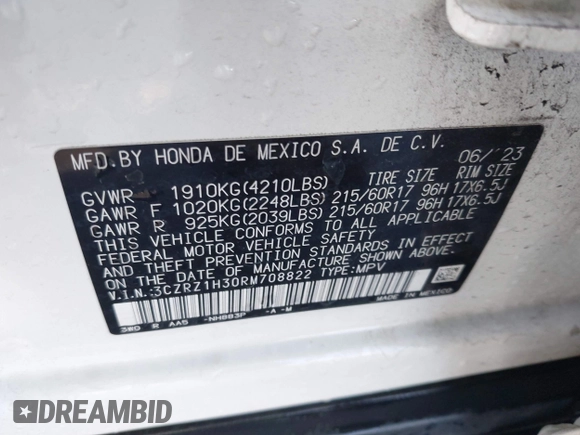 MFD.BY HONDA DE MEXICO S.A. DE C.V. 06/'23
GVWR 1910KG(4210LBS) TIRE SIZE RIM SIZE
GAWR F 1020KG(2248LBS) 215/60R17 96H 17X6.5J
GAWR R 925KG(2039LBS) 215/60R17 96H 17X6.5J
THIS VEHICLE CONFORMS TO ALL APPLICABLE
FEDERAL MOTOR VEHICLE SAFETY
AND THEFT PREVENTION STANDARDS IN EFFECT
ON THE DATE OF MANUFACTURE SHOWN ABOVE.
V.I.N.:3CZRZ1H30RM708822 TYPE:MPV
MADE IN MEXICO
3W0 R AA5 -NH883P -A-M
DREAMBID